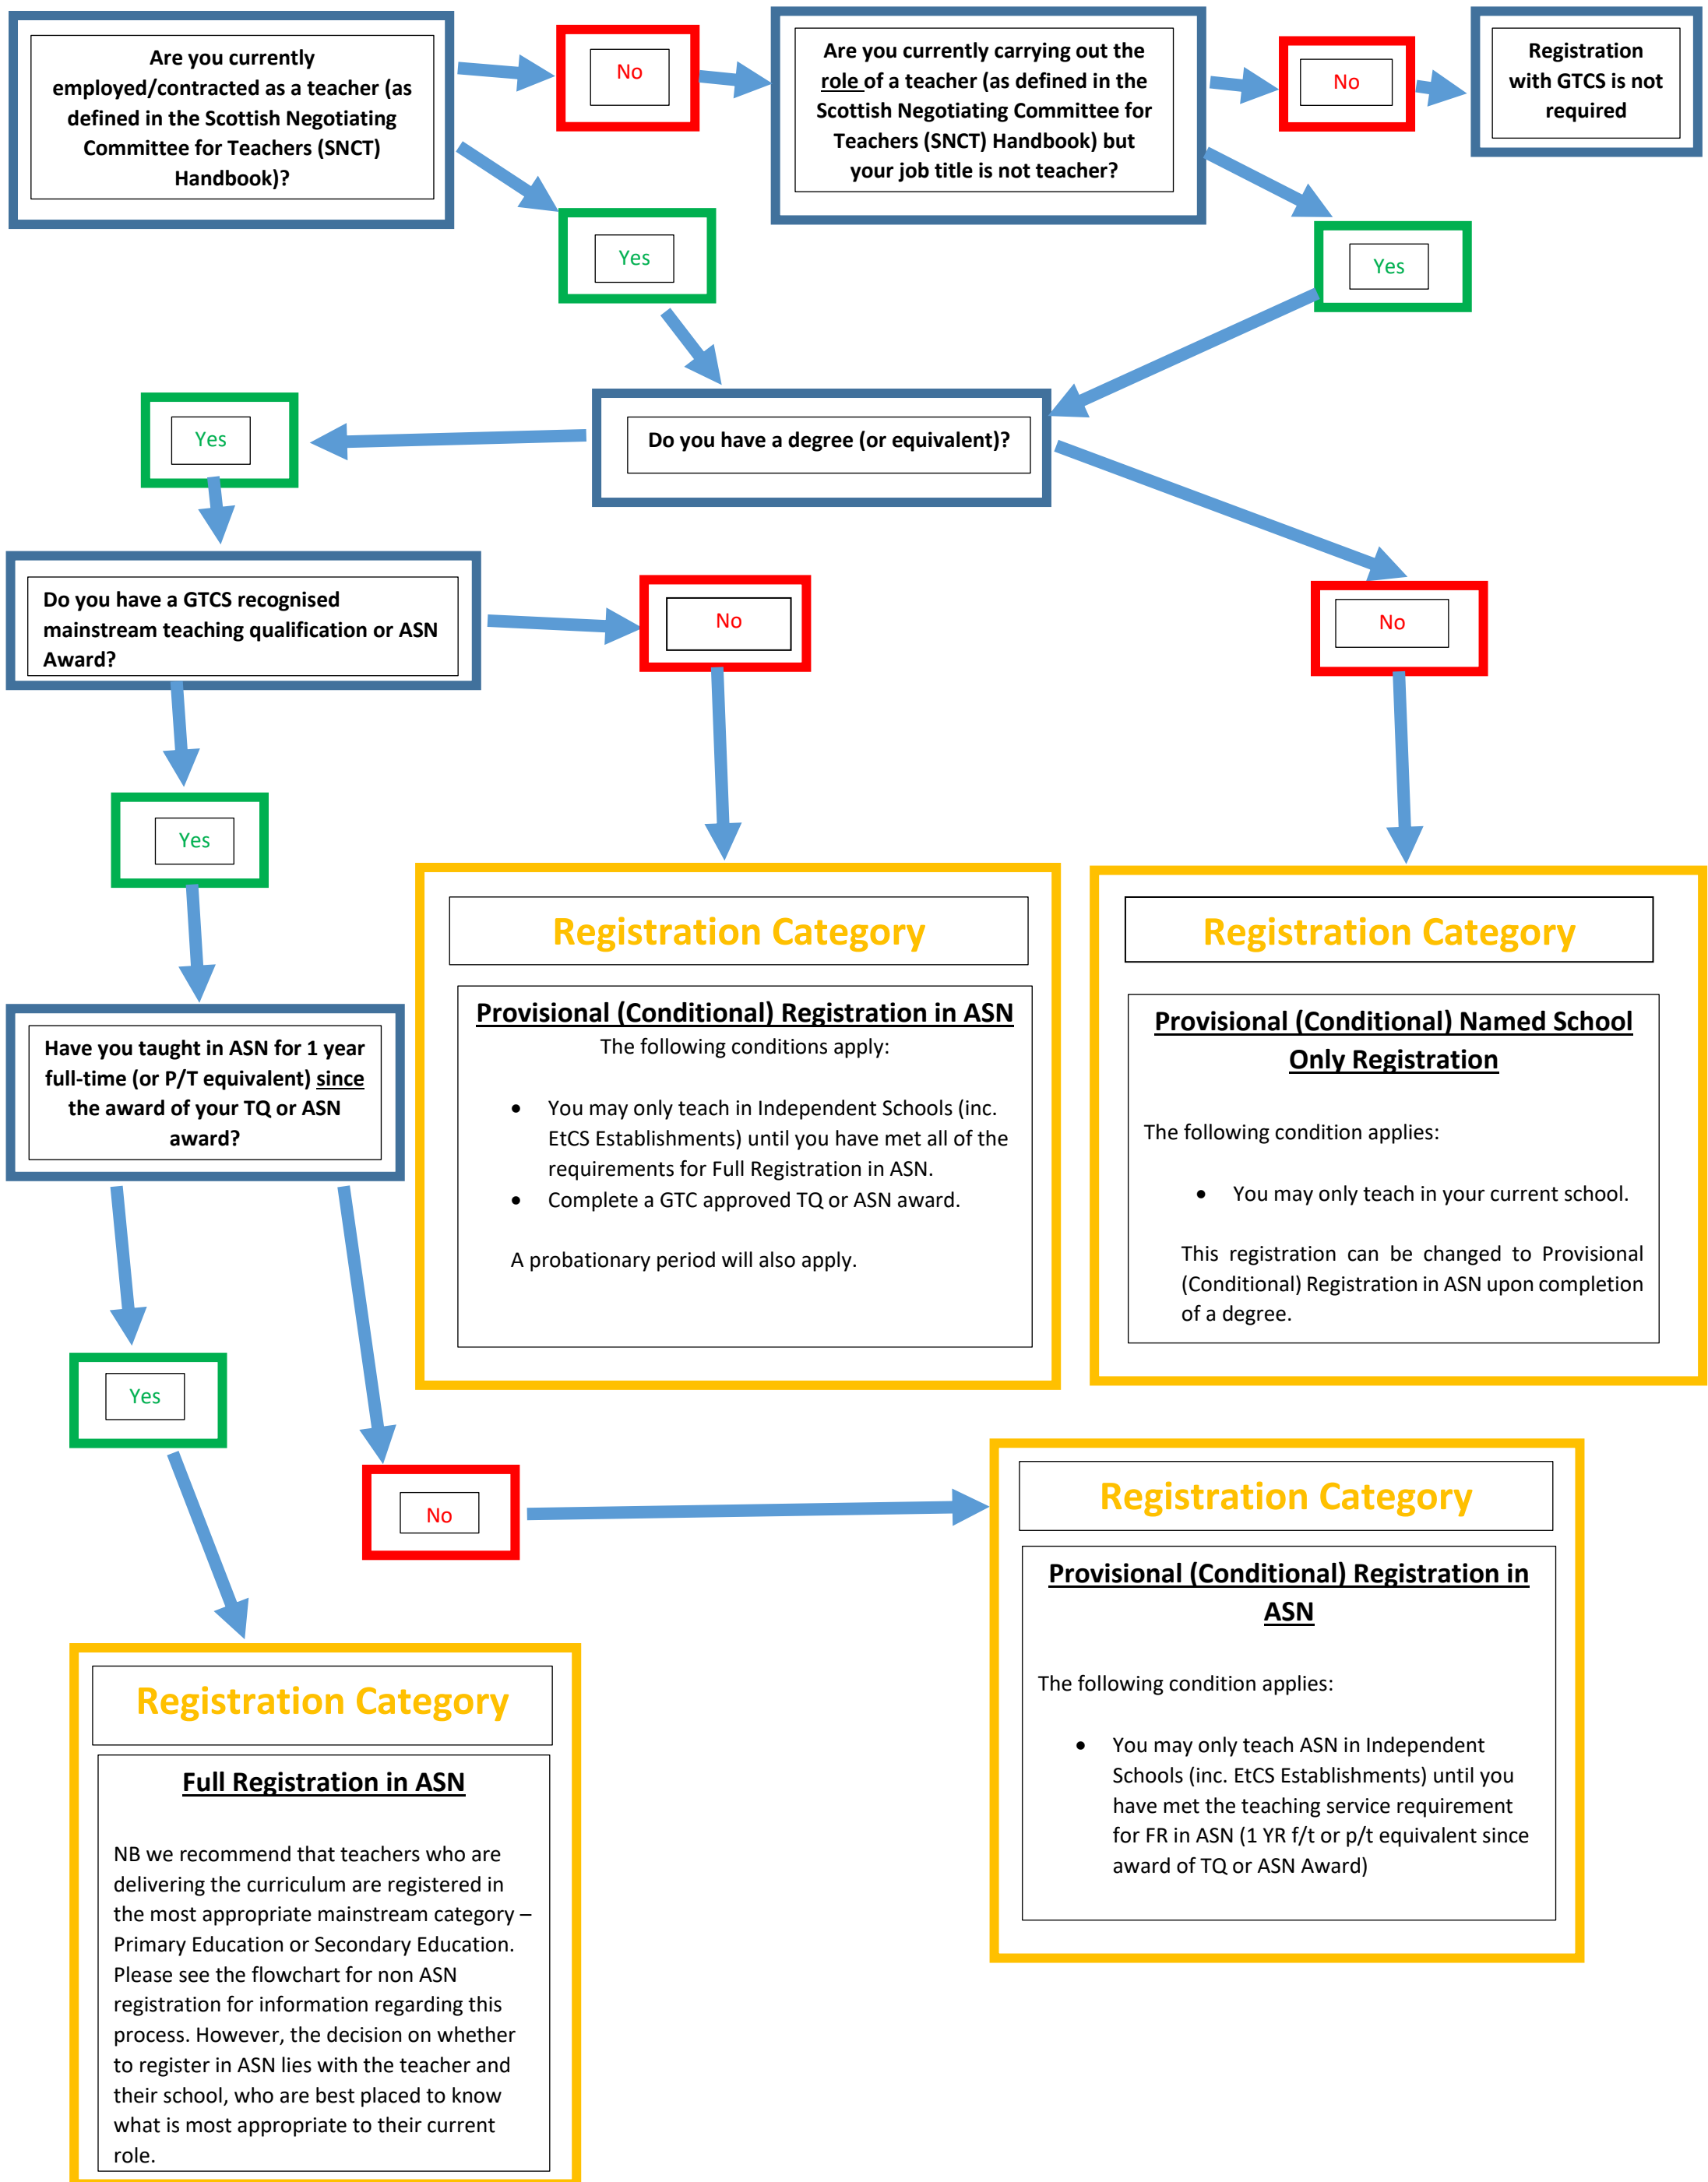 Are you currently
employed/contracted as a teacher (as
defined in the Scottish Negotiating
Committee for Teachers (SNCT)
Handbook)?
No
Are you currently carrying out the
role of a teacher (as defined in the
Scottish Negotiating Committee for
Teachers (SNCT) Handbook) but
your job title is not teacher?
No
Registration
with GTCS is not
required
Yes
Yes
Yes
Do you have a degree (or equivalent)?
Do you have a GTCS recognised
mainstream teaching qualification or ASN
Award?
No
No
Yes
Registration Category
Provisional (Conditional) Registration in ASN
The following conditions apply:
• You may only teach in Independent Schools (inc.
EtCS Establishments) until you have met all of the
requirements for Full Registration in ASN.
• Complete a GTC approved TQ or ASN award.
A probationary period will also apply.
Registration Category
Provisional (Conditional) Named School
Only Registration
The following condition applies:
• You may only teach in your current school.
This registration can be changed to Provisional
(Conditional) Registration in ASN upon completion
of a degree.
Have you taught in ASN for 1 year
full-time (or P/T equivalent) since
the award of your TQ or ASN
award?
Yes
No
Registration Category
Provisional (Conditional) Registration in
ASN
The following condition applies:
• You may only teach ASN in Independent
Schools (inc. EtCS Establishments) until you
have met the teaching service requirement
for FR in ASN (1 YR f/t or p/t equivalent since
award of TQ or ASN Award)
Registration Category
Full Registration in ASN
NB we recommend that teachers who are
delivering the curriculum are registered in
the most appropriate mainstream category –
Primary Education or Secondary Education.
Please see the flowchart for non ASN
registration for information regarding this
process. However, the decision on whether
to register in ASN lies with the teacher and
their school, who are best placed to know
what is most appropriate to their current
role.